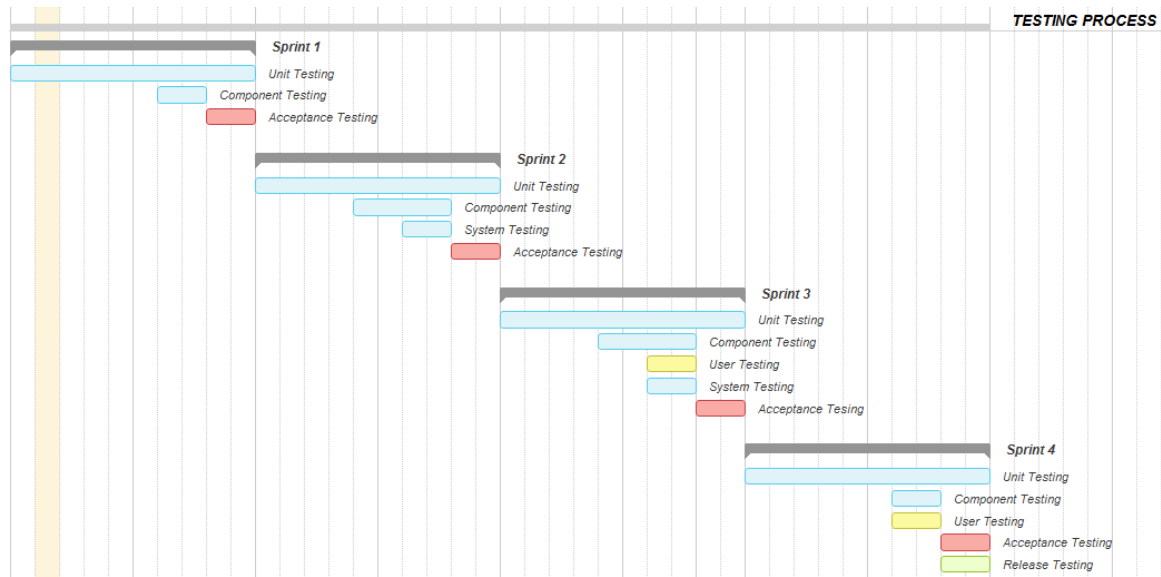 TESTING PROCESS
Sprint 1
Unit Testing
Component Testing
Acceptance Testing
Sprint 2
Unit Testing
Component Testing
System Testing
Acceptance Testing
Sprint 3
Unit Testing
Component Testing
User Testing
System Testing
Acceptance Tesing
Sprint 4
Unit Testing
Component Testing
User Testing
Acceptance Testing
Release Testing